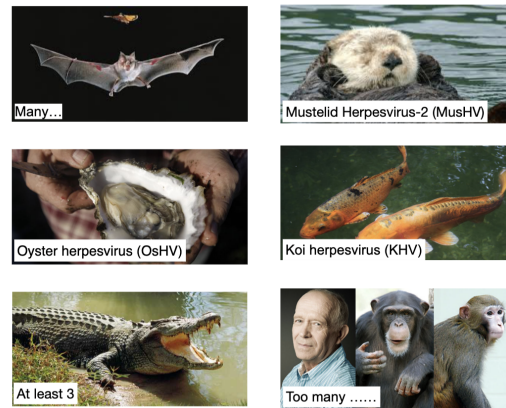 Many...
Mustelid Herpesvirus-2 (MusHV)
Oyster herpesvirus (OsHV)
Koi herpesvirus (KHV)
At least 3
Too many ......